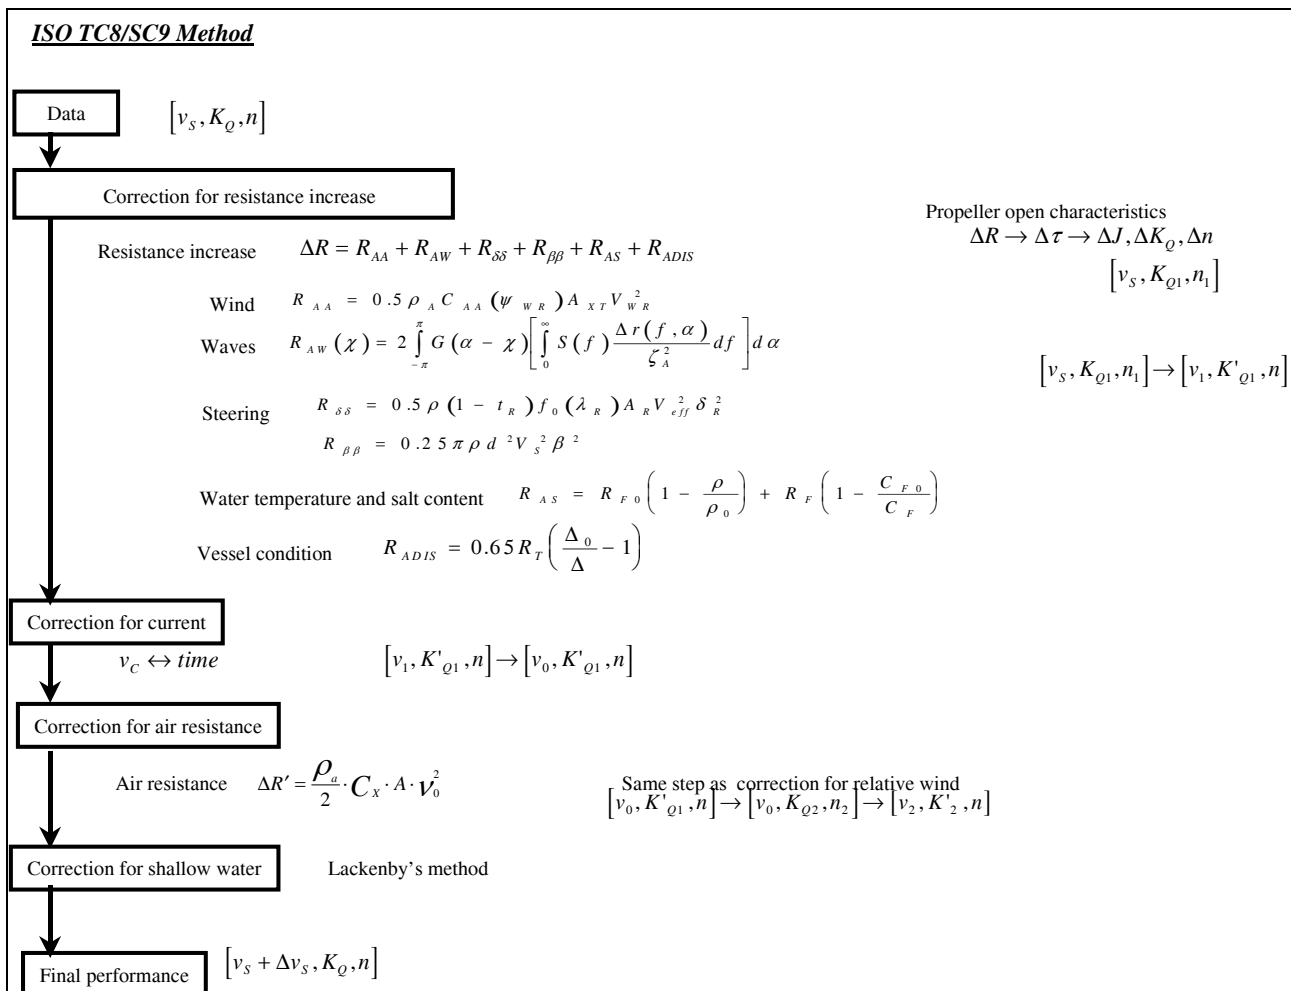 ISO TC8/SC9 Method
Data [v_S, K_Q, n]
Correction for resistance increase
Propeller open characteristics
Resistance increase ΔR = R_AA + R_AW + R_δδ + R_ββ + R_AS + R_ADIS
ΔR → Δτ → ΔJ, ΔK_Q, Δn
[v_S, K_Q1, n_1]
Wind R_AA = 0.5 ρ_A C_AA (ψ_WR) A_XT V_WR^2
Waves R_AW (χ) = 2 ∫_{-π}^{π} G (α − χ) [ ∫_0^∞ S(f) Δr(f, α) / ζ_A^2 df ] dα
[v_S, K_Q1, n_1] → [v_1, K'_Q1, n]
Steering R_δδ = 0.5 ρ (1 − t_R) f_0 (λ_R) A_R V_eff^2 δ_R^2
R_ββ = 0.25 π ρ d^2 V_S^2 β^2
Water temperature and salt content R_AS = R_F0 (1 − ρ / ρ_0) + R_F (1 − C_F0 / C_F)
Vessel condition R_ADIS = 0.65 R_T (Δ_0 / Δ − 1)
Correction for current
v_C ↔ time [v_1, K'_Q1, n] → [v_0, K'_Q1, n]
Correction for air resistance
Air resistance ΔR′ = ρ_a / 2 · C_X · A · v_0^2
Same step as correction for relative wind
[v_0, K'_Q1, n] → [v_0, K_Q2, n_2] → [v_2, K'_2, n]
Correction for shallow water Lackenby's method
Final performance [v_S + Δv_S, K_Q, n]